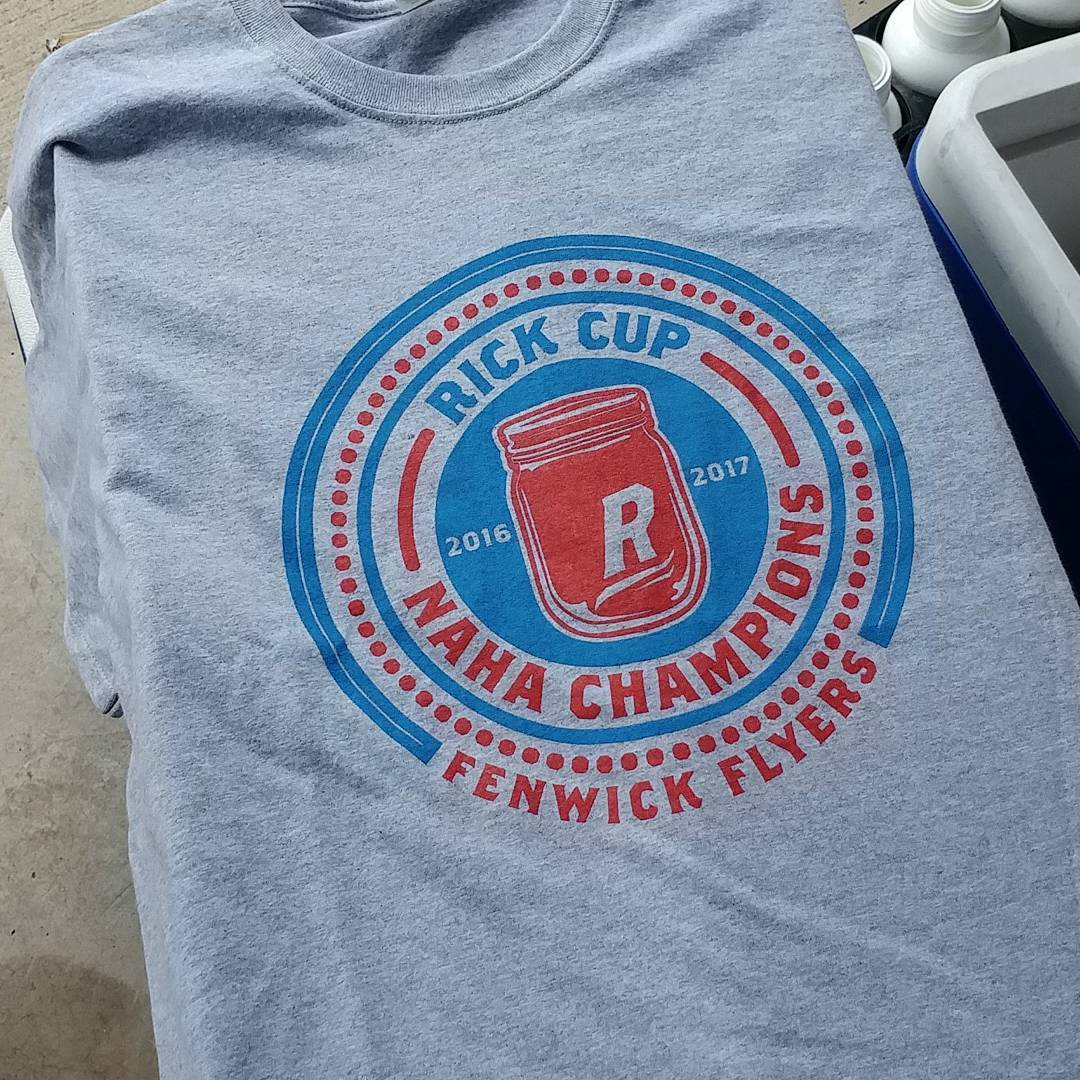 RICK CUP
2016
R
2017
NAHA CHAMPIONS
FENWICK FLYERS